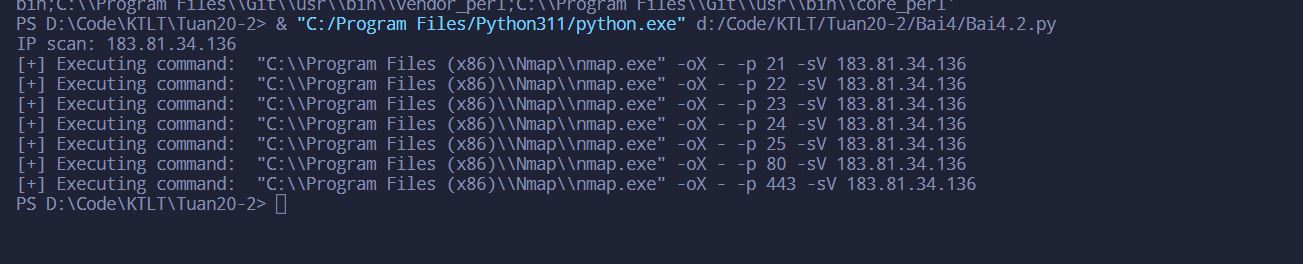 bin;C:\\Program Files\\Git\\usr\\bin\\vendor_perl;C:\\Program Files\\Git\\usr\\bin\\core_perl'
PS D:\Code\KTLT\Tuan20-2> & "C:/Program Files/Python311/python.exe" d:/Code/KTLT/Tuan20-2/Bai4/Bai4.2.py
IP scan: 183.81.34.136
[+] Executing command:  "C:\\Program Files (x86)\\Nmap\\nmap.exe" -oX - -p 21 -sV 183.81.34.136
[+] Executing command:  "C:\\Program Files (x86)\\Nmap\\nmap.exe" -oX - -p 22 -sV 183.81.34.136
[+] Executing command:  "C:\\Program Files (x86)\\Nmap\\nmap.exe" -oX - -p 23 -sV 183.81.34.136
[+] Executing command:  "C:\\Program Files (x86)\\Nmap\\nmap.exe" -oX - -p 24 -sV 183.81.34.136
[+] Executing command:  "C:\\Program Files (x86)\\Nmap\\nmap.exe" -oX - -p 25 -sV 183.81.34.136
[+] Executing command:  "C:\\Program Files (x86)\\Nmap\\nmap.exe" -oX - -p 80 -sV 183.81.34.136
[+] Executing command:  "C:\\Program Files (x86)\\Nmap\\nmap.exe" -oX - -p 443 -sV 183.81.34.136
PS D:\Code\KTLT\Tuan20-2>